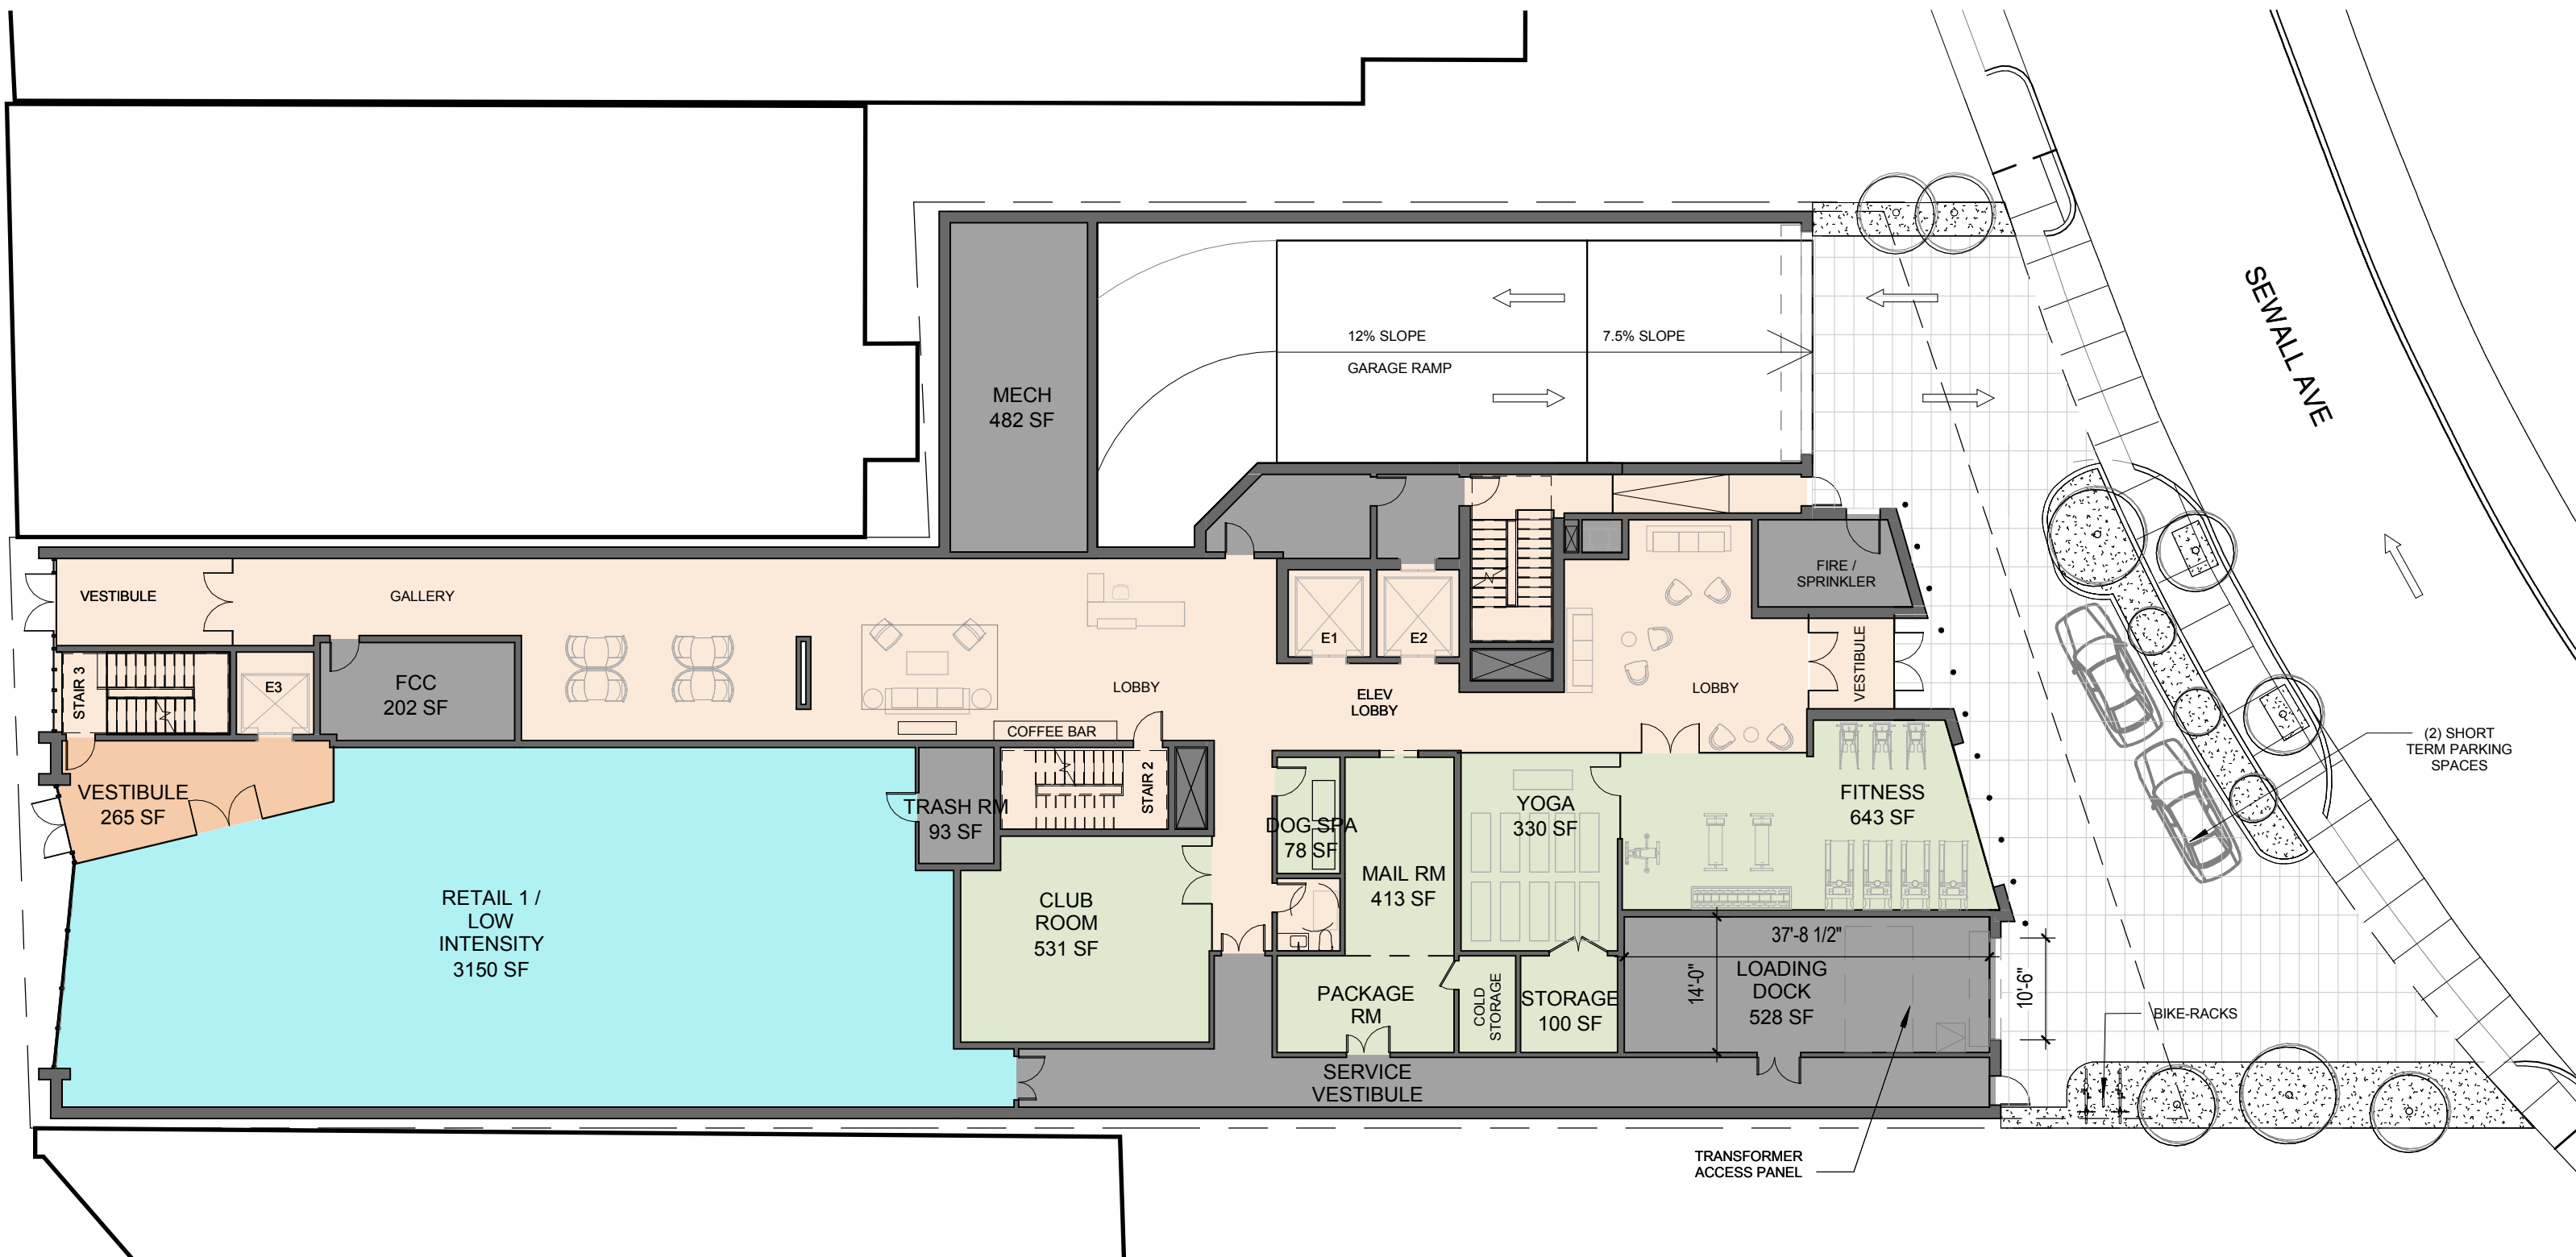 SEWALL AVE
12% SLOPE
7.5% SLOPE
GARAGE RAMP
MECH
482 SF
VESTIBULE
GALLERY
FIRE /
SPRINKLER
E1
E2
STAIR 3
E3
FCC
202 SF
LOBBY
ELEV
LOBBY
LOBBY
VESTIBULE
COFFEE BAR
(2) SHORT
TERM PARKING
SPACES
VESTIBULE
265 SF
TRASH RM
93 SF
STAIR 2
DOG SPA
78 SF
YOGA
330 SF
FITNESS
643 SF
MAIL RM
413 SF
RETAIL 1 /
LOW
INTENSITY
3150 SF
CLUB
ROOM
531 SF
37'-8 1/2"
14'-0"
LOADING
DOCK
528 SF
10'-6"
PACKAGE
RM
COLD
STORAGE
STORAGE
100 SF
BIKE-RACKS
SERVICE
VESTIBULE
TRANSFORMER
ACCESS PANEL